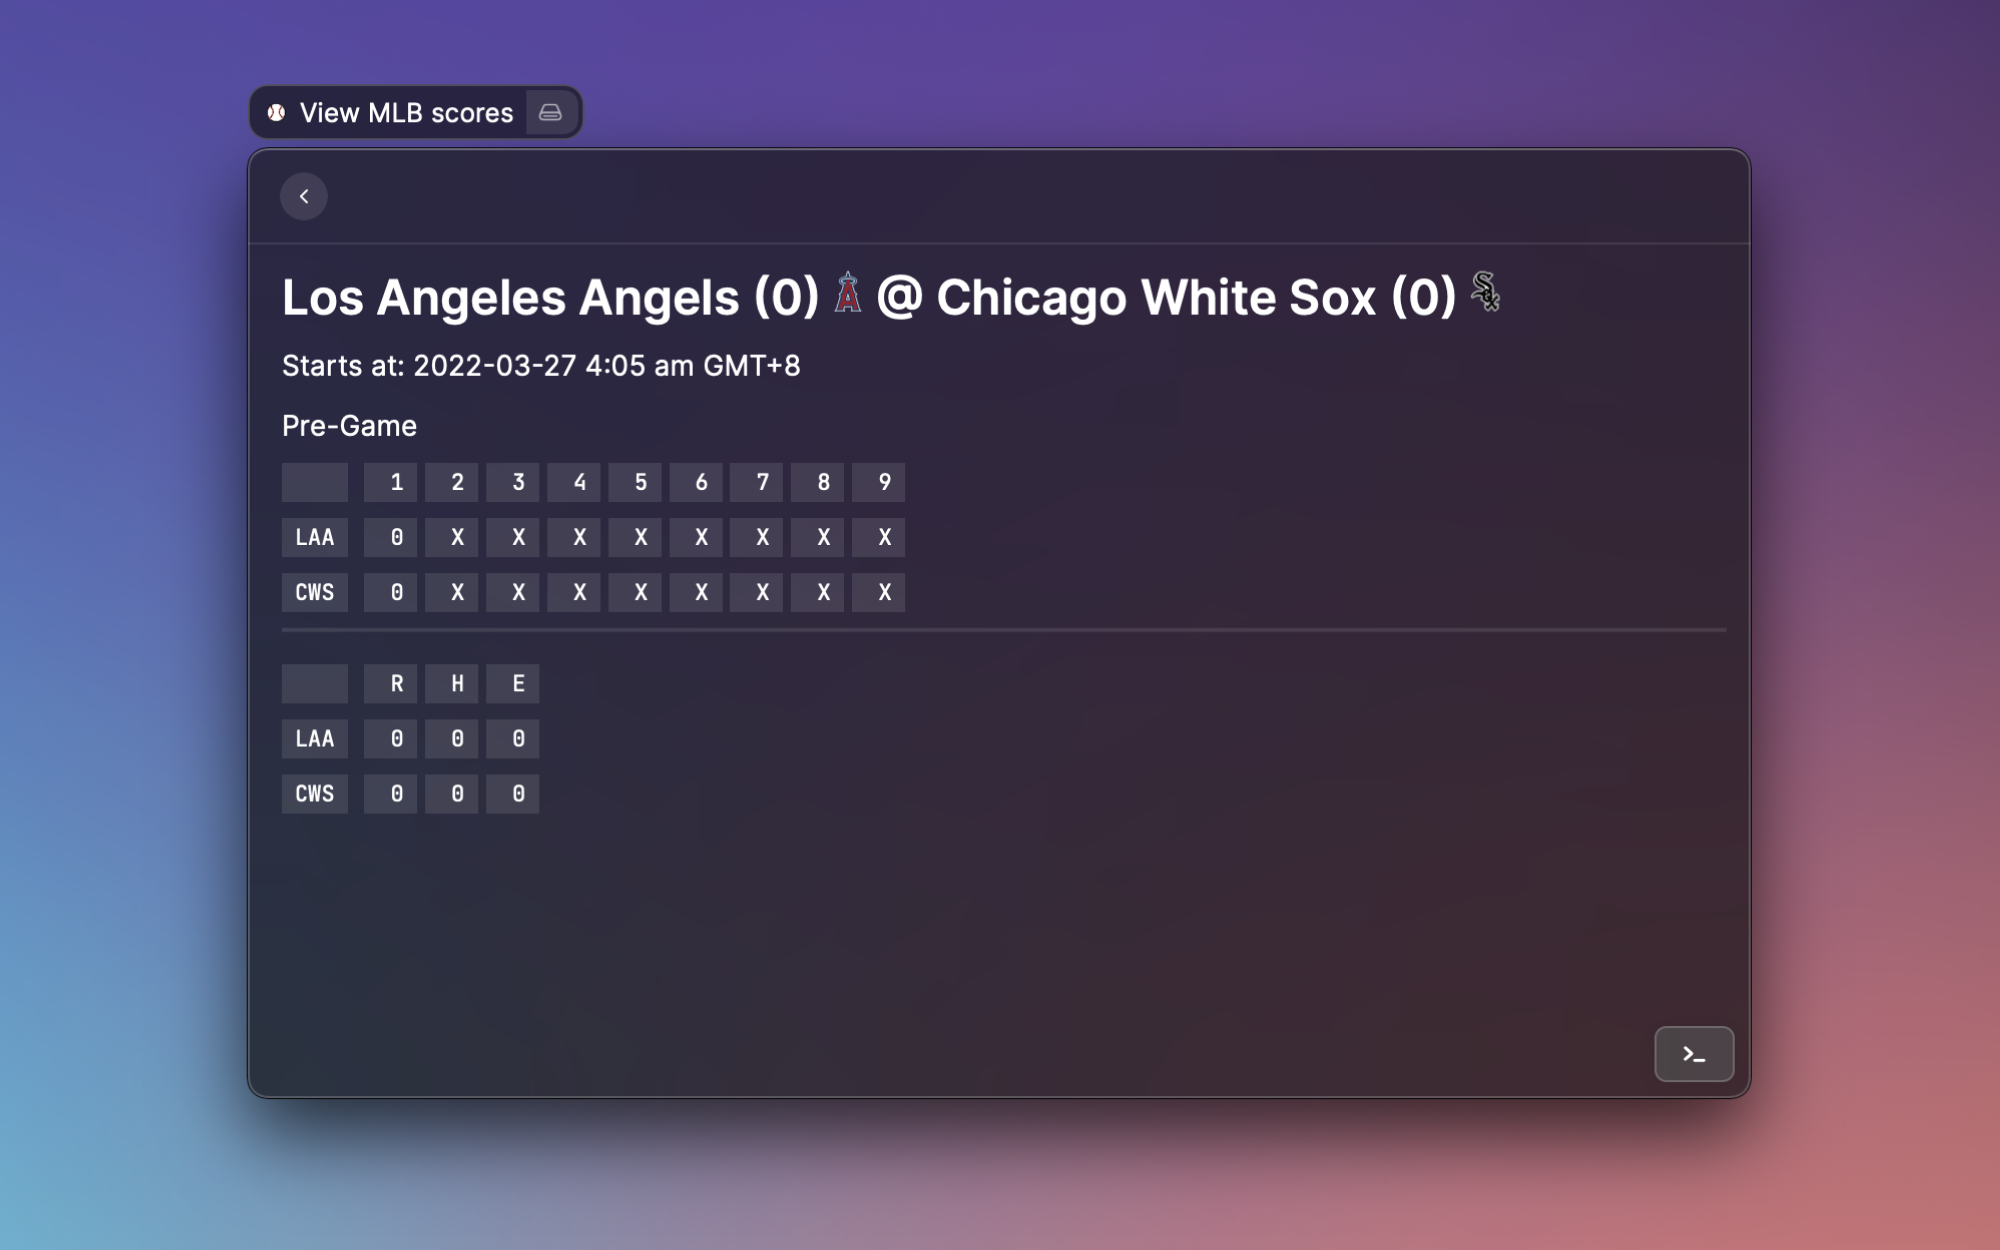 View MLB scores
Los Angeles Angels (0) @ Chicago White Sox (0)
Starts at: 2022-03-27 4:05 am GMT+8
Pre-Game
1 2 3 4 5 6 7 8 9
LAA 0 X X X X X X X X
CWS 0 X X X X X X X X
R H E
LAA 0 0 0
CWS 0 0 0